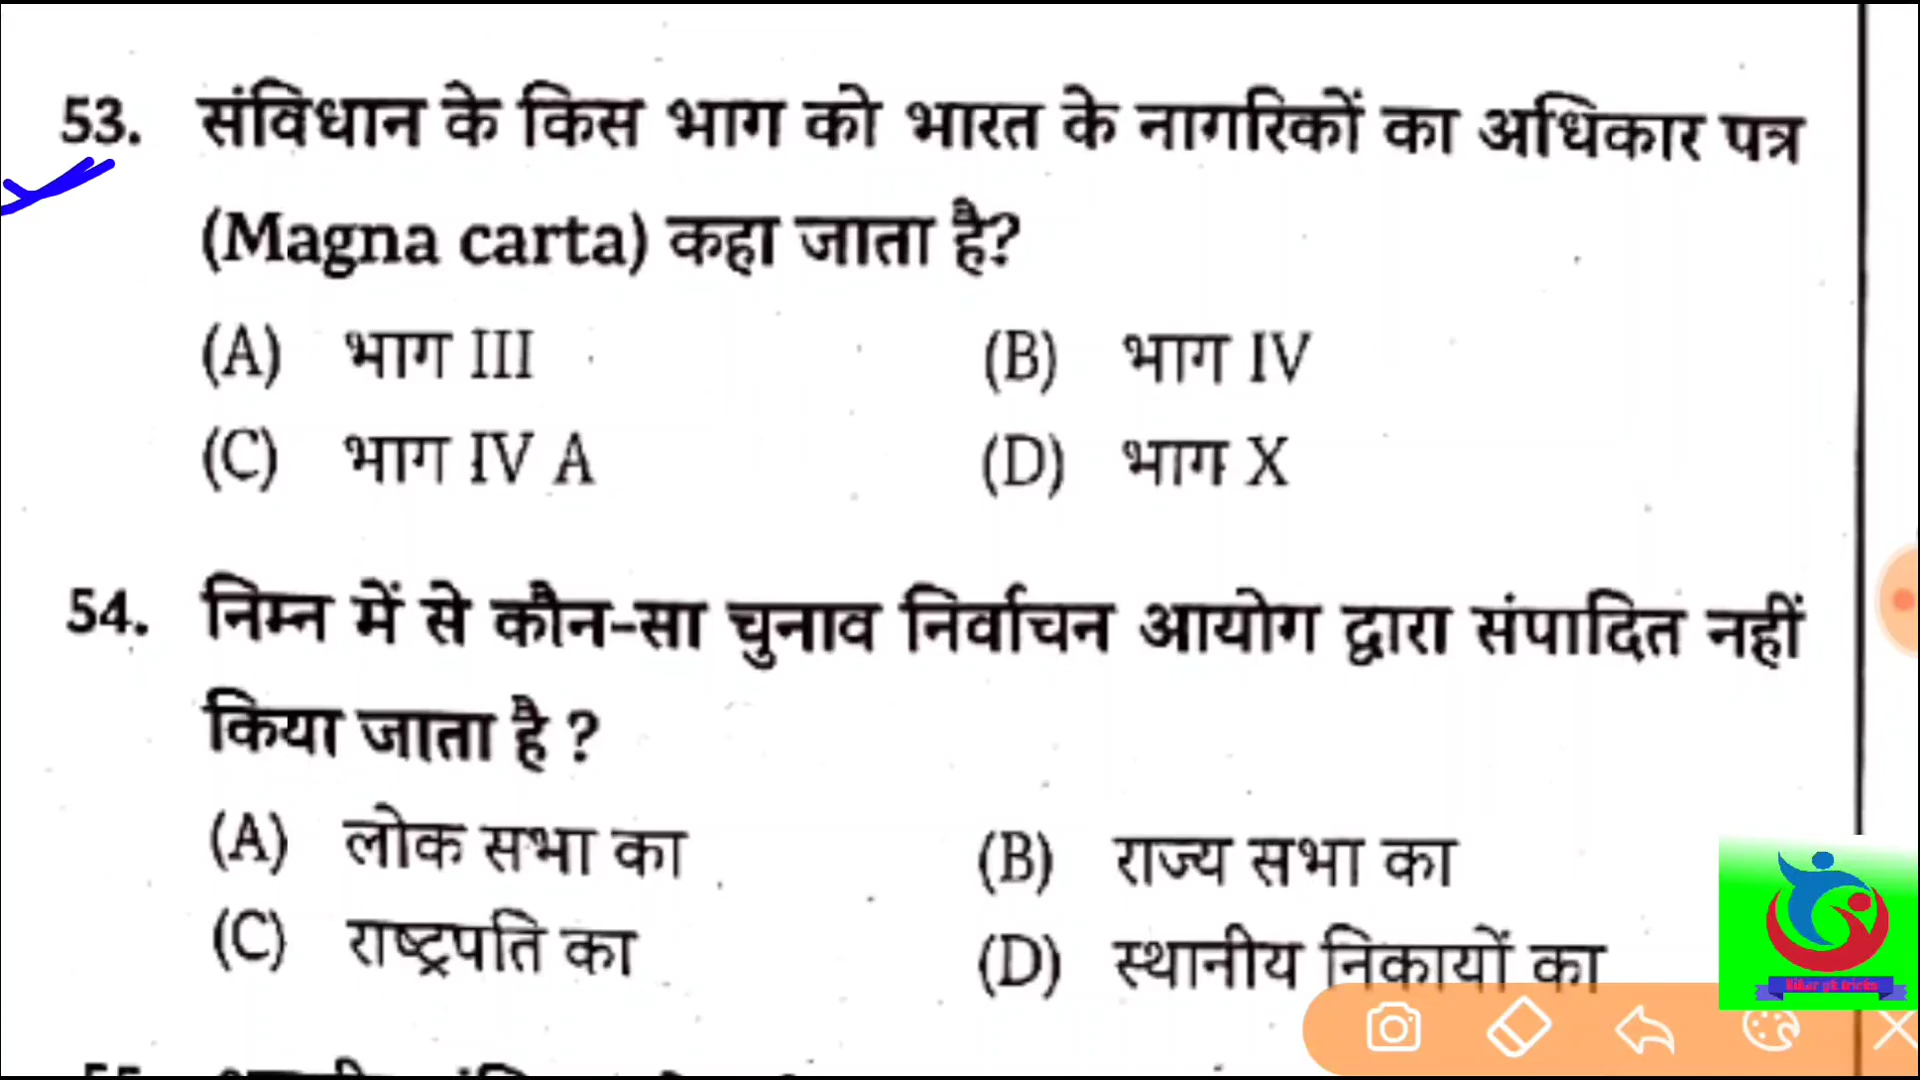 53. संविधान के किस भाग को भारत के नागरिकों का अधिकार पत्र
(Magna carta) कहा जाता है?
(A) भाग III (B) भाग IV
(C) भाग IV A (D) भाग X
54. निम्न में से कौन-सा चुनाव निर्वाचन आयोग द्वारा संपादित नहीं
किया जाता है ?
(A) लोक सभा का (B) राज्य सभा का
(C) राष्ट्रपति का (D) स्थानीय निकायों का